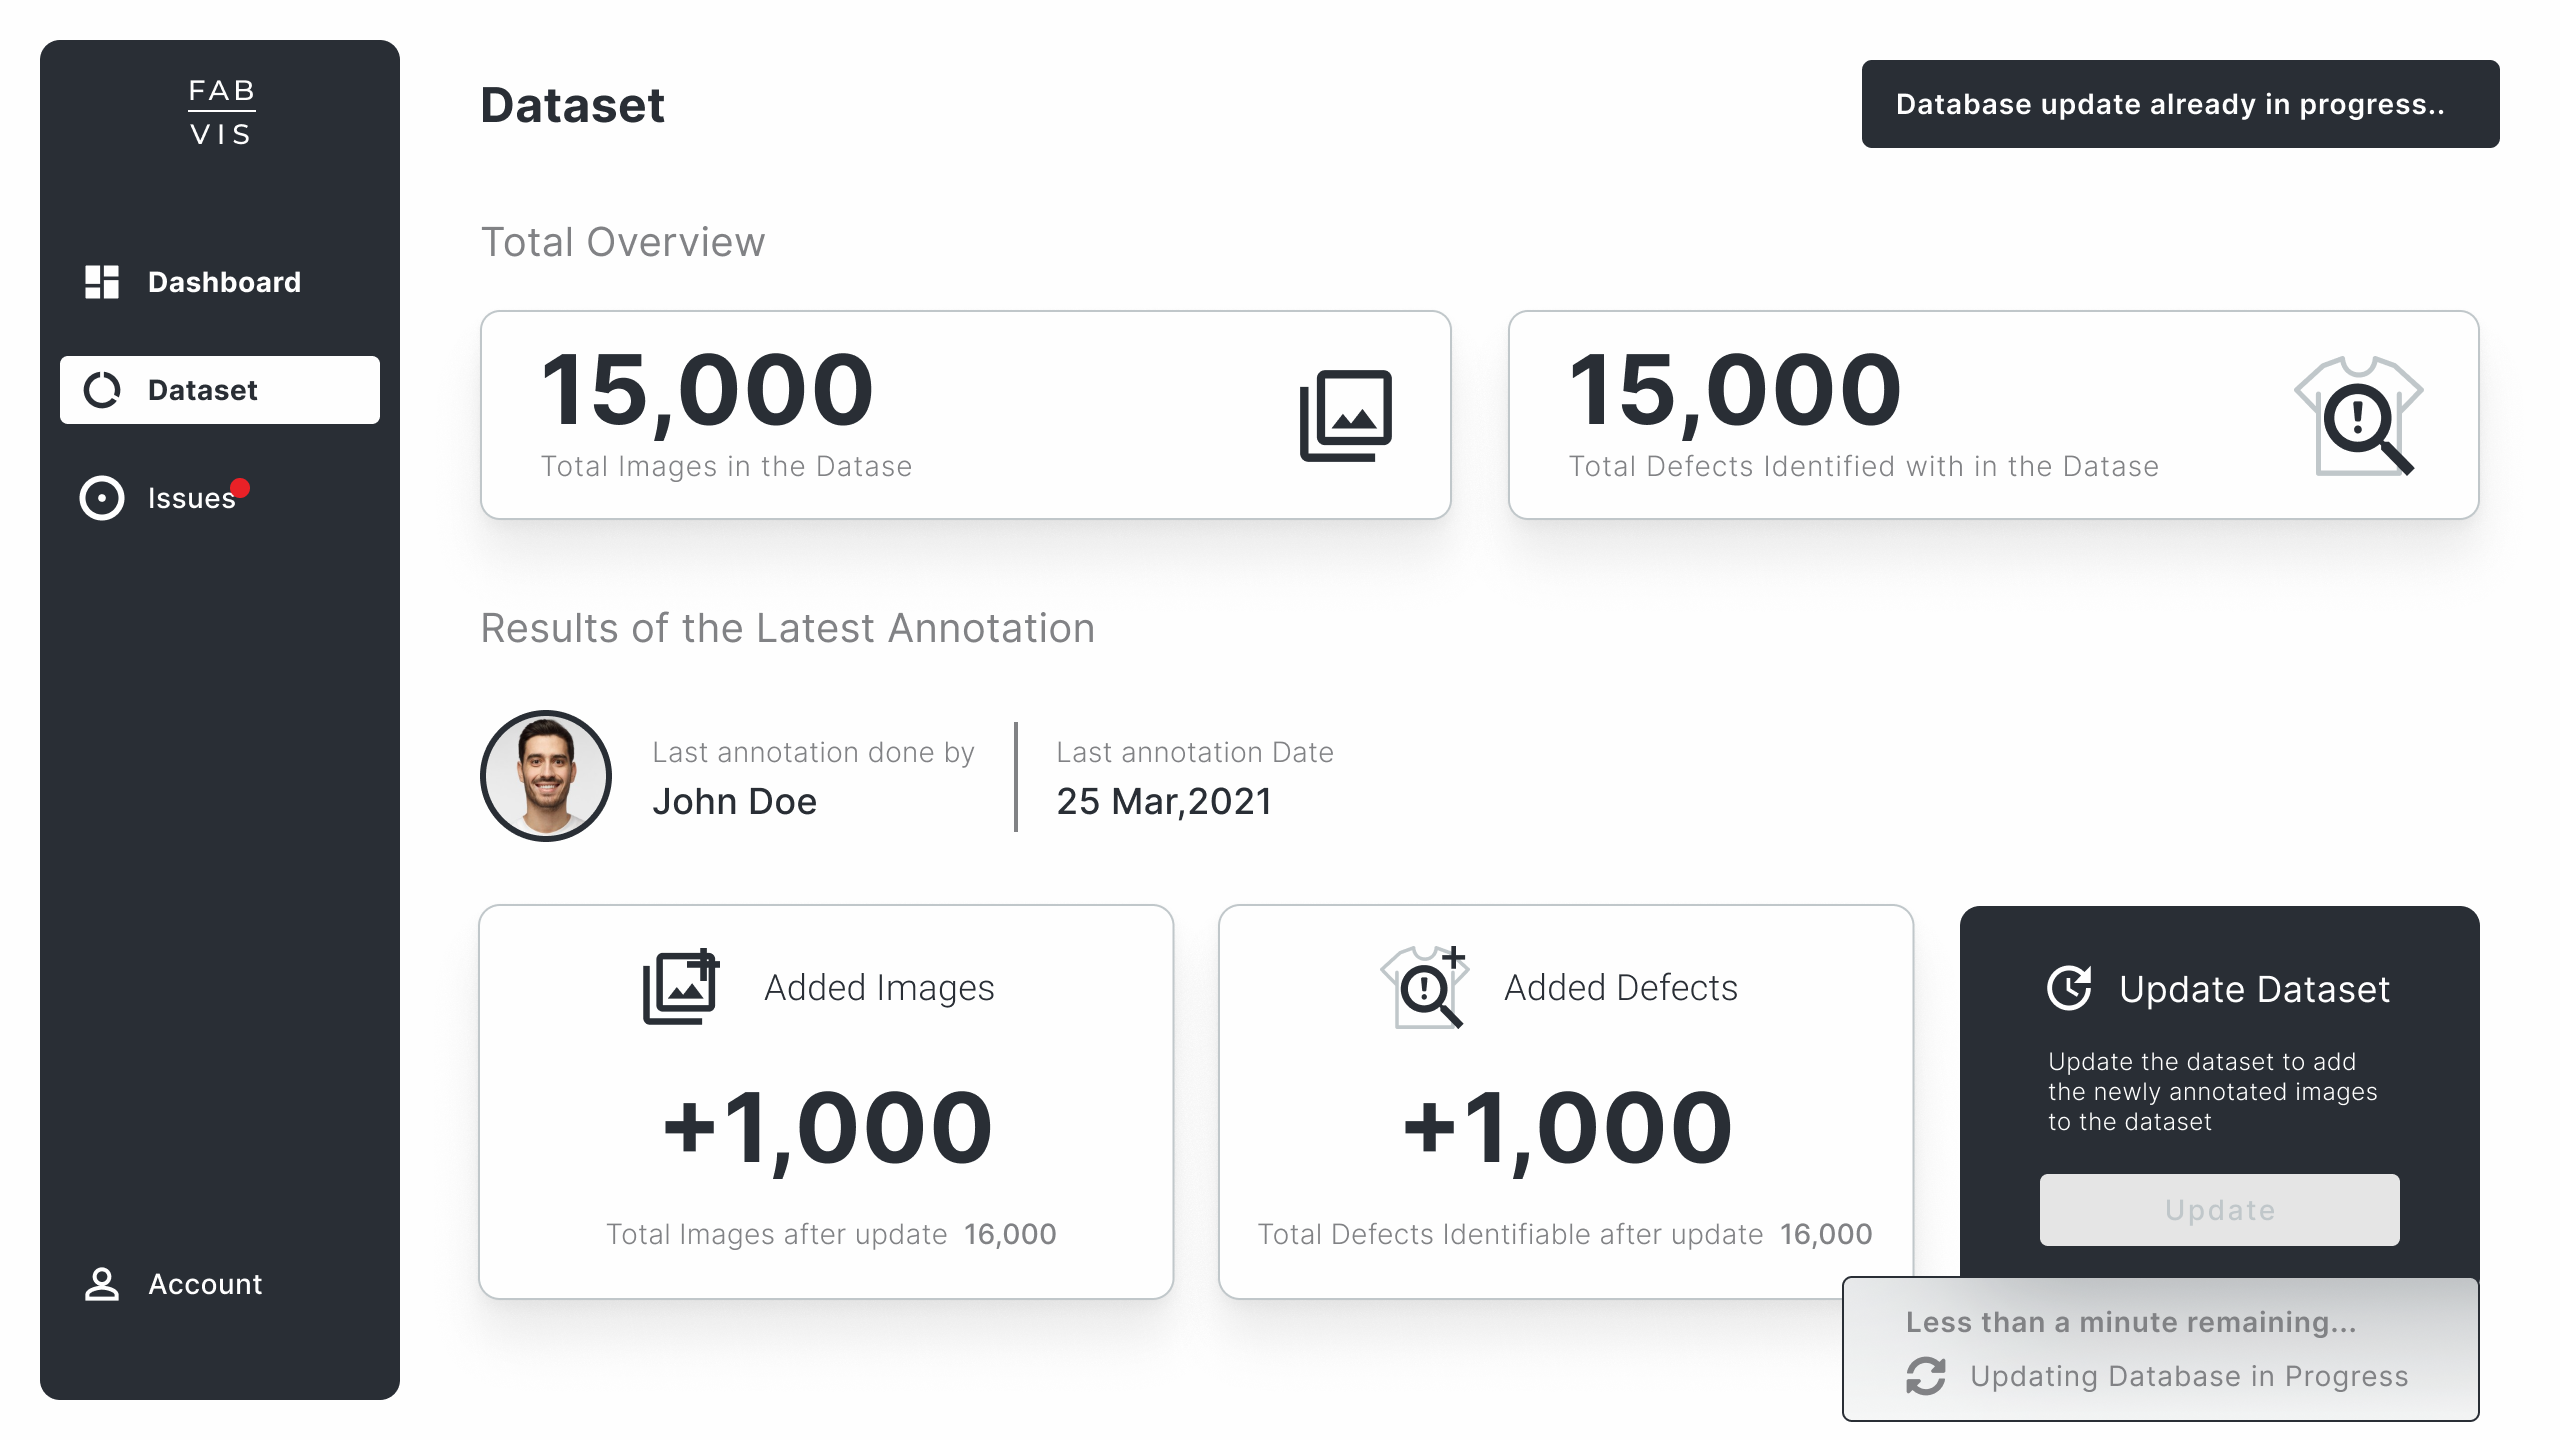 FAB
VIS
Dashboard
Dataset
Issues
Account
Dataset
Database update already in progress..
Total Overview
15,000
Total Images in the Datase
15,000
Total Defects Identified with in the Datase
Results of the Latest Annotation
Last annotation done by
John Doe
Last annotation Date
25 Mar,2021
Added Images
+1,000
Total Images after update 16,000
Added Defects
+1,000
Total Defects Identifiable after update 16,000
Update Dataset
Update the dataset to add
the newly annotated images
to the dataset
Update
Less than a minute remaining...
Updating Database in Progress